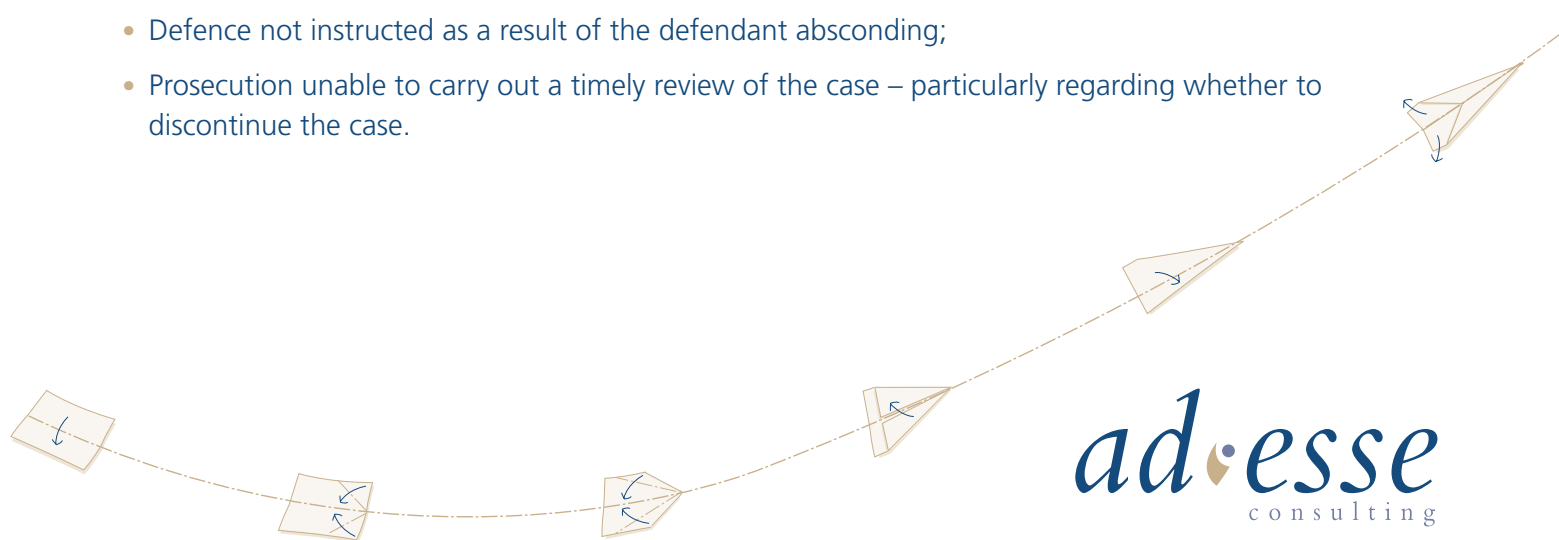 • Defence not instructed as a result of the defendant absconding;
• Prosecution unable to carry out a timely review of the case – particularly regarding whether to
discontinue the case.
ad•esse
consulting